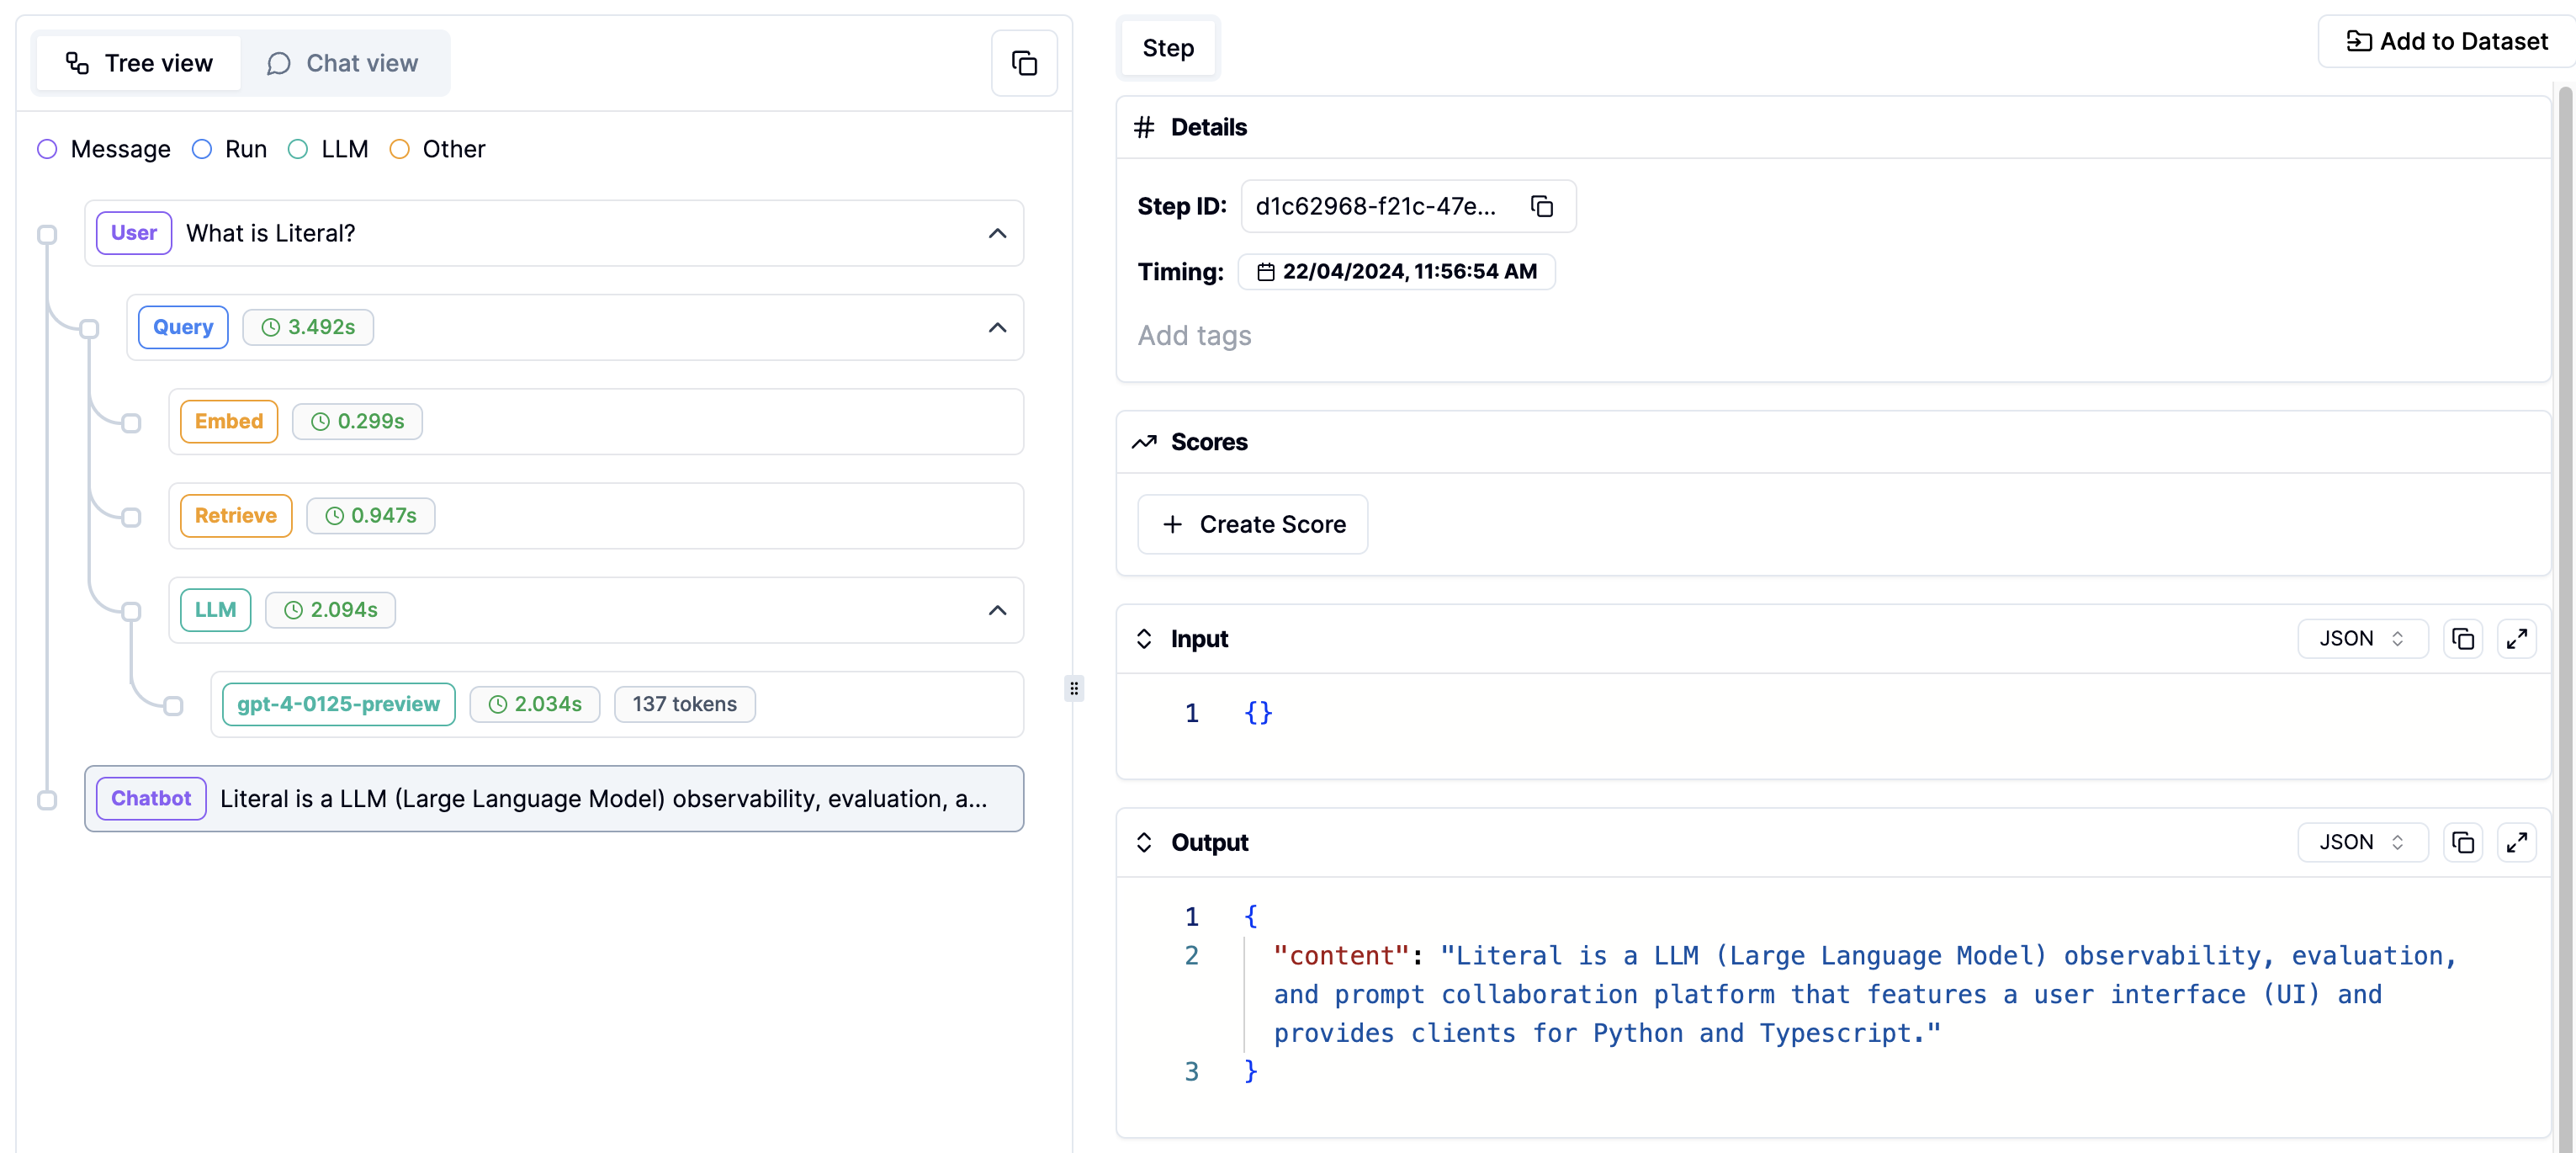 Tree view
Chat view
Message
Run
LLM
Other
User
What is Literal?
Query
3.492s
Embed
0.299s
Retrieve
0.947s
LLM
2.094s
gpt-4-0125-preview
2.034s
137 tokens
Chatbot
Literal is a LLM (Large Language Model) observability, evaluation, a...
Step
Add to Dataset
# Details
Step ID:
d1c62968-f21c-47e...
Timing:
22/04/2024, 11:56:54 AM
Add tags
Scores
+ Create Score
Input
JSON
1 {}
Output
JSON
1 {
2 "content": "Literal is a LLM (Large Language Model) observability, evaluation,
and prompt collaboration platform that features a user interface (UI) and
provides clients for Python and Typescript."
3 }